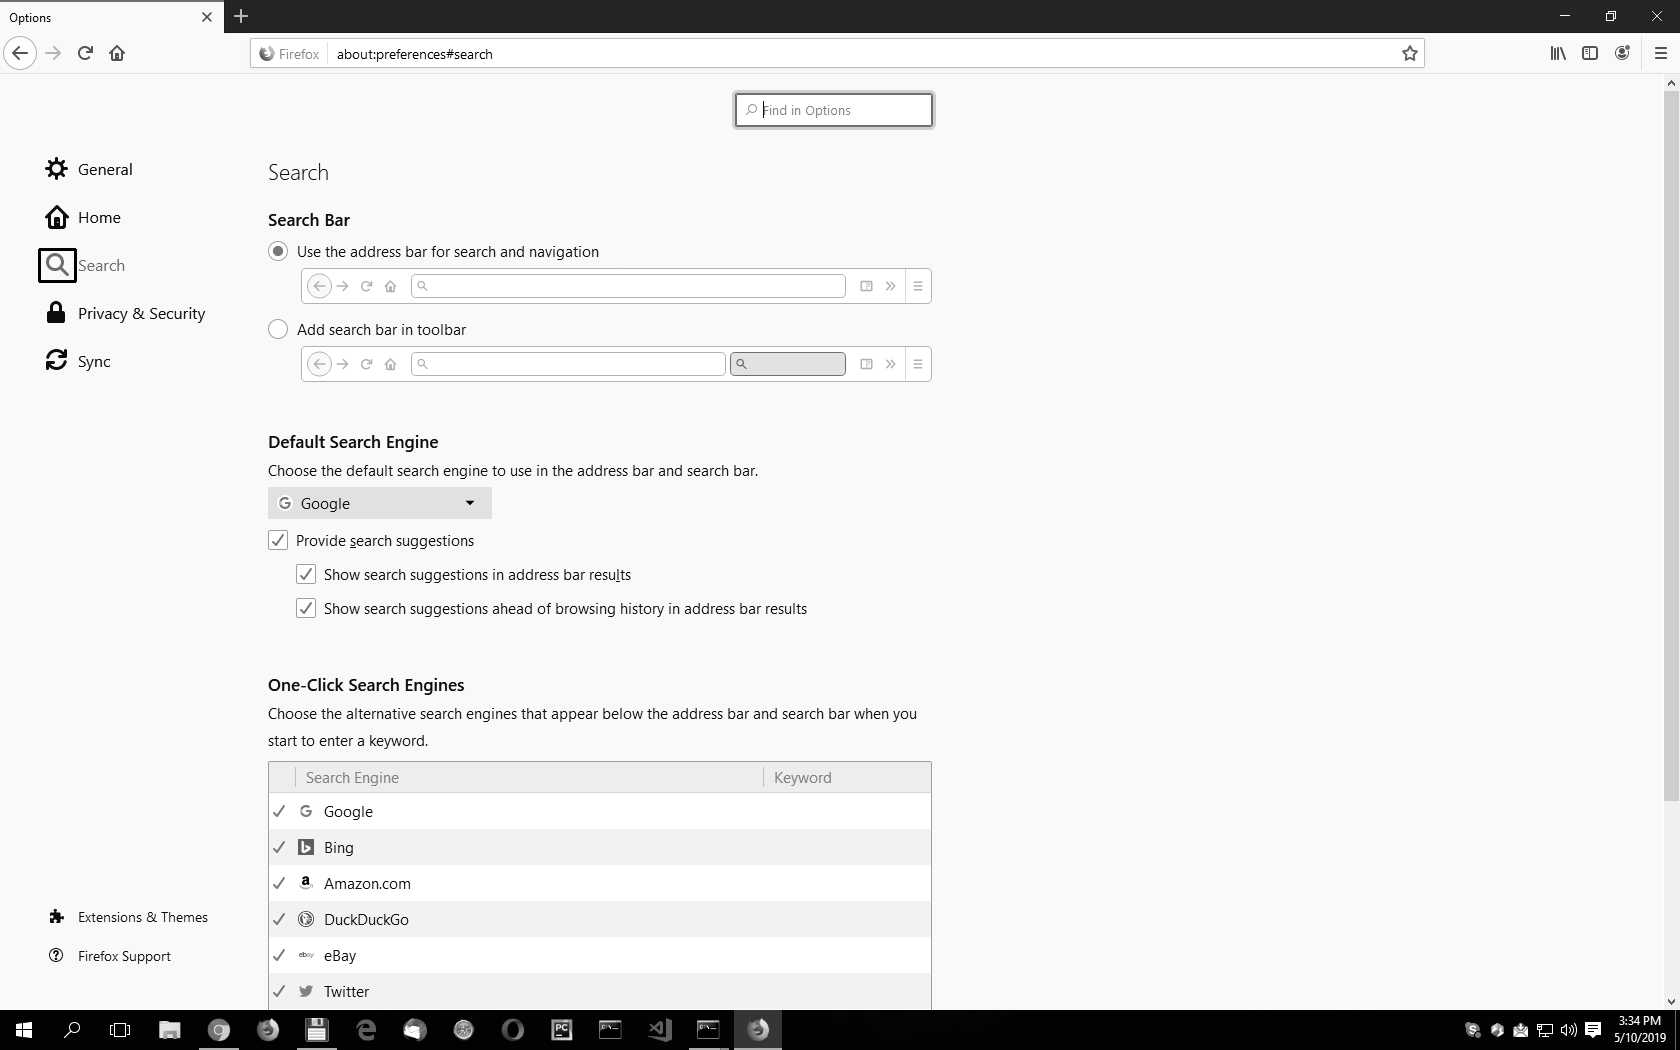 Options
Firefox
about:preferences#search
Find in Options
General
Home
Search
Privacy & Security
Sync
Extensions & Themes
Firefox Support
Search
Search Bar
Use the address bar for search and navigation
Add search bar in toolbar
Default Search Engine
Choose the default search engine to use in the address bar and search bar.
Google
Provide search suggestions
Show search suggestions in address bar results
Show search suggestions ahead of browsing history in address bar results
One-Click Search Engines
Choose the alternative search engines that appear below the address bar and search bar when you
start to enter a keyword.
Search Engine Keyword
Google
Bing
Amazon.com
DuckDuckGo
ebay eBay
Twitter
PC
3:34 PM
5/10/2019